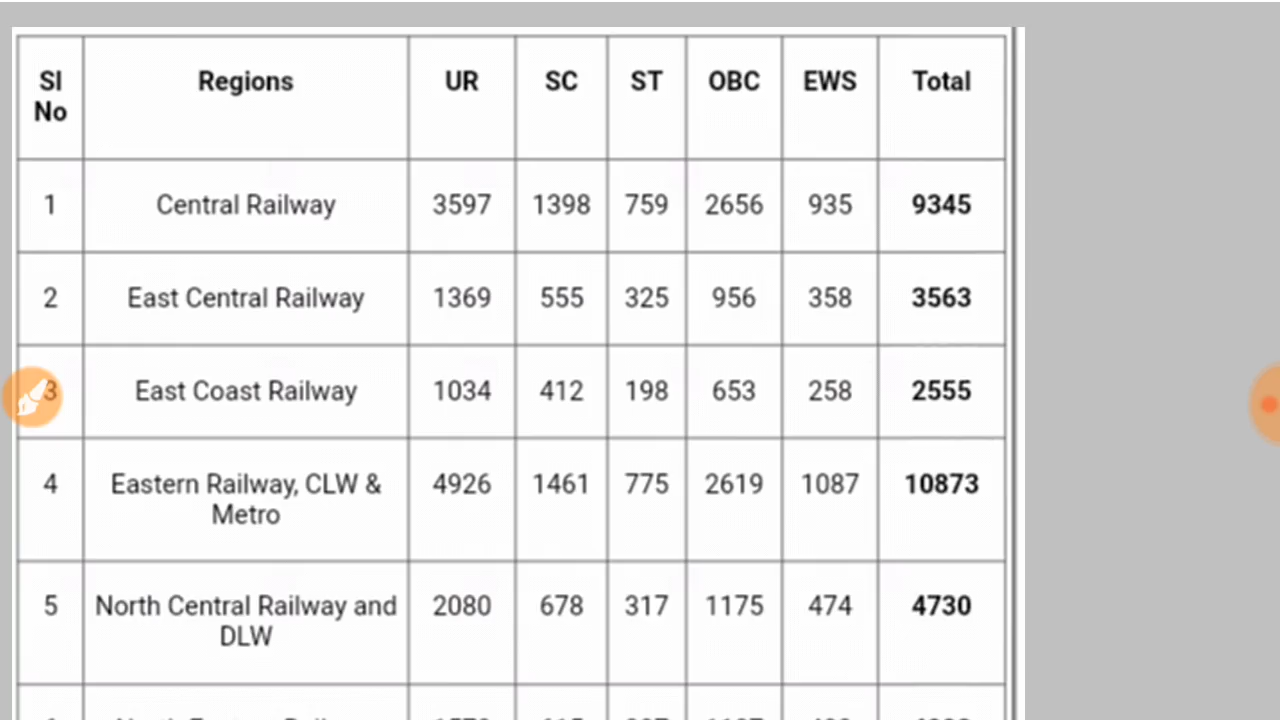 Sl No Regions UR SC ST OBC EWS Total
1 Central Railway 3597 1398 759 2656 935 9345
2 East Central Railway 1369 555 325 956 358 3563
3 East Coast Railway 1034 412 198 653 258 2555
4 Eastern Railway, CLW & Metro 4926 1461 775 2619 1087 10873
5 North Central Railway and DLW 2080 678 317 1175 474 4730